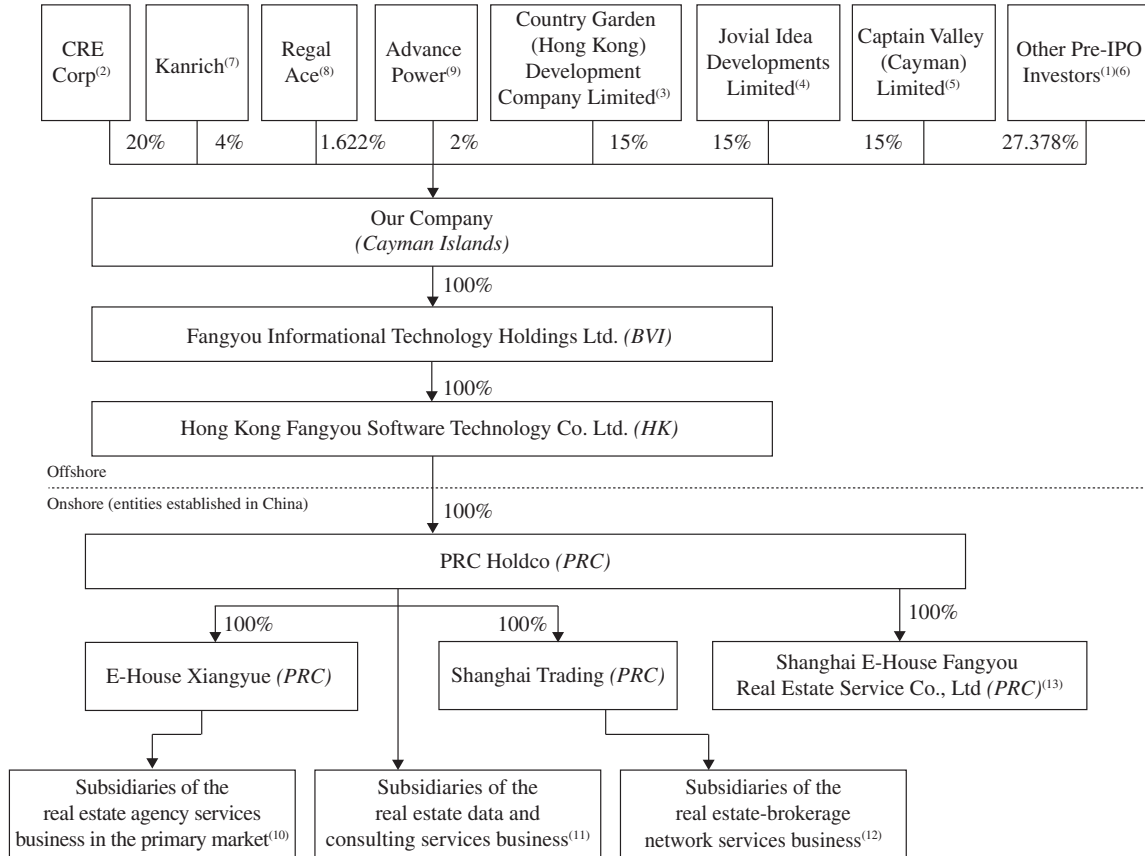 CRE
Corp(2)
Kanrich(7)
Regal
Ace(8)
Advance
Power(9)
Country Garden
(Hong Kong)
Development
Company Limited(3)
Jovial Idea
Developments
Limited(4)
Captain Valley
(Cayman)
Limited(5)
Other Pre-IPO
Investors(1)(6)
20%
4%
1.622%
2%
15%
15%
15%
27.378%
Our Company
(Cayman Islands)
100%
Fangyou Informational Technology Holdings Ltd. (BVI)
100%
Hong Kong Fangyou Software Technology Co. Ltd. (HK)
Offshore
Onshore (entities established in China)
100%
PRC Holdco (PRC)
100%
100%
100%
E-House Xiangyue (PRC)
Shanghai Trading (PRC)
Shanghai E-House Fangyou
Real Estate Service Co., Ltd (PRC)(13)
Subsidiaries of the
real estate agency services
business in the primary market(10)
Subsidiaries of the
real estate data and
consulting services business(11)
Subsidiaries of the
real estate-brokerage
network services business(12)